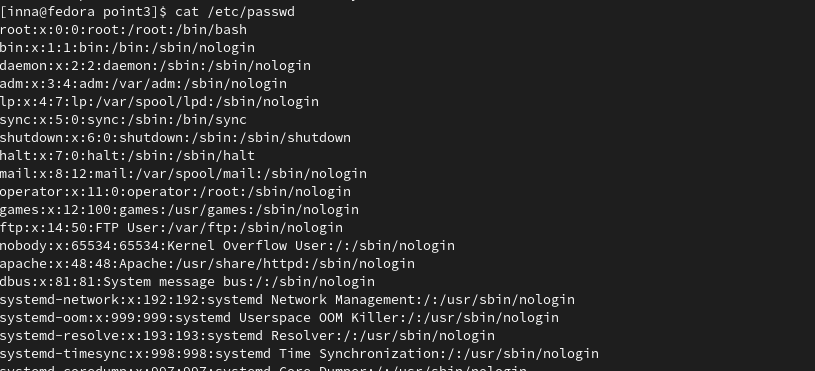 [inna@fedora point3]$ cat /etc/passwd
root:x:0:0:root:/root:/bin/bash
bin:x:1:1:bin:/bin:/sbin/nologin
daemon:x:2:2:daemon:/sbin:/sbin/nologin
adm:x:3:4:adm:/var/adm:/sbin/nologin
lp:x:4:7:lp:/var/spool/lpd:/sbin/nologin
sync:x:5:0:sync:/sbin:/bin/sync
shutdown:x:6:0:shutdown:/sbin:/sbin/shutdown
halt:x:7:0:halt:/sbin:/sbin/halt
mail:x:8:12:mail:/var/spool/mail:/sbin/nologin
operator:x:11:0:operator:/root:/sbin/nologin
games:x:12:100:games:/usr/games:/sbin/nologin
ftp:x:14:50:FTP User:/var/ftp:/sbin/nologin
nobody:x:65534:65534:Kernel Overflow User:/:/sbin/nologin
apache:x:48:48:Apache:/usr/share/httpd:/sbin/nologin
dbus:x:81:81:System message bus:/:/sbin/nologin
systemd-network:x:192:192:systemd Network Management:/:/usr/sbin/nologin
systemd-oom:x:999:999:systemd Userspace OOM Killer:/:/usr/sbin/nologin
systemd-resolve:x:193:193:systemd Resolver:/:/usr/sbin/nologin
systemd-timesync:x:998:998:systemd Time Synchronization:/:/usr/sbin/nologin
systemd-coredump:x:997:997:systemd Core Dumper:/:/usr/sbin/nologin